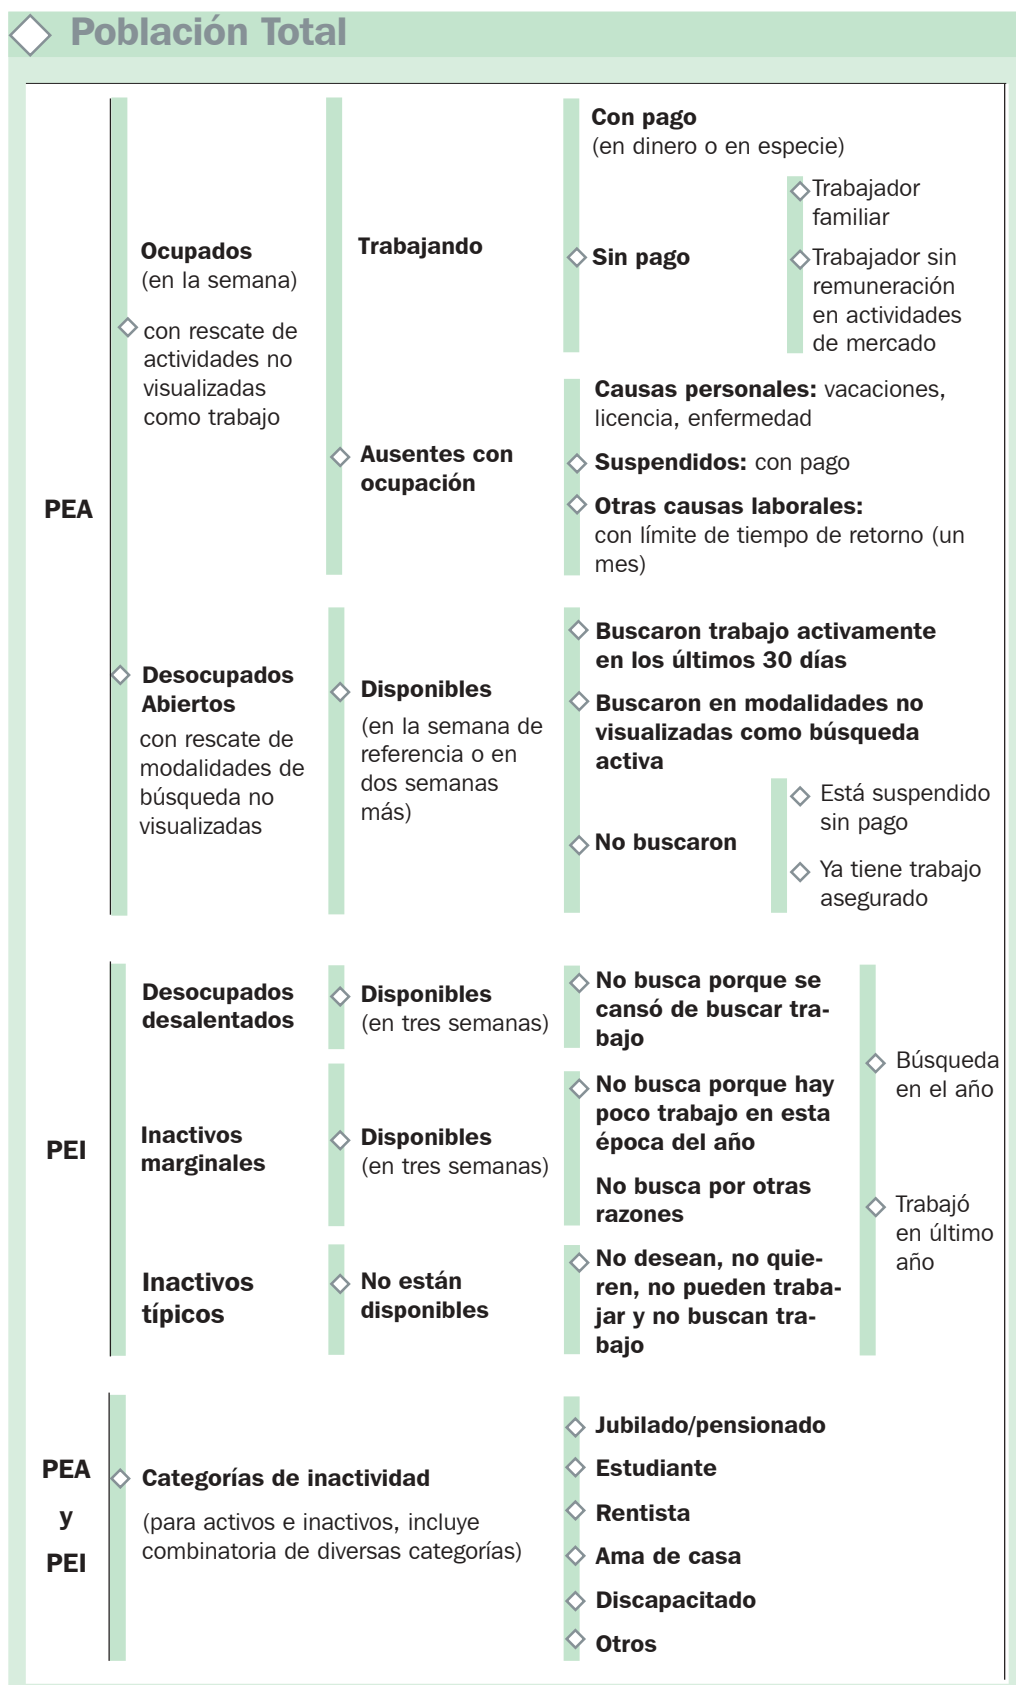 Población Total
PEA
Ocupados
(en la semana)
con rescate de
actividades no
visualizadas
como trabajo
Trabajando
Con pago
(en dinero o en especie)
Sin pago
Trabajador
familiar
Trabajador sin
remuneración
en actividades
de mercado
Ausentes con
ocupación
Causas personales: vacaciones,
licencia, enfermedad
Suspendidos: con pago
Otras causas laborales:
con límite de tiempo de retorno (un
mes)
Desocupados
Abiertos
con rescate de
modalidades de
búsqueda no
visualizadas
Disponibles
(en la semana de
referencia o en
dos semanas
más)
Buscaron trabajo activamente
en los últimos 30 días
Buscaron en modalidades no
visualizadas como búsqueda
activa
No buscaron
Está suspendido
sin pago
Ya tiene trabajo
asegurado
PEI
Desocupados
desalentados
Disponibles
(en tres semanas)
No busca porque se
cansó de buscar tra-
bajo
Inactivos
marginales
Disponibles
(en tres semanas)
No busca porque hay
poco trabajo en esta
época del año
No busca por otras
razones
Inactivos
típicos
No están
disponibles
No desean, no quie-
ren, no pueden traba-
jar y no buscan tra-
bajo
Búsqueda
en el año
Trabajó
en último
año
PEA
y
PEI
Categorías de inactividad
(para activos e inactivos, incluye
combinatoria de diversas categorías)
Jubilado/pensionado
Estudiante
Rentista
Ama de casa
Discapacitado
Otros